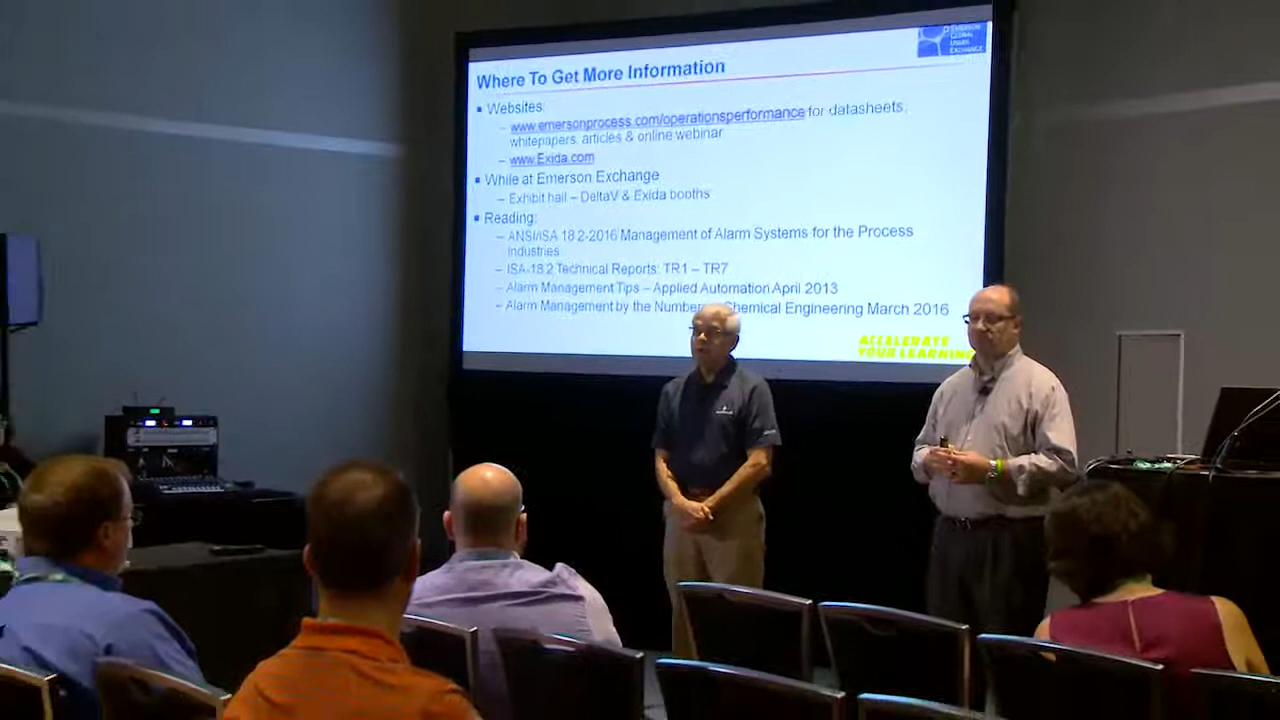 EMERSON
GLOBAL
USERS
EXCHANGE
Where To Get More Information
Websites:
– www.emersonprocess.com/operationsperformance for datasheets,
whitepapers, articles & online webinar
– www.Exida.com
While at Emerson Exchange
– Exhibit hall – DeltaV & Exida booths
Reading:
– ANSI/ISA 18.2-2016 Management of Alarm Systems for the Process
Industries
– ISA-18.2 Technical Reports: TR1 – TR7
– Alarm Management Tips – Applied Automation April 2013
– Alarm Management by the Numbers Chemical Engineering March 2016
ACCELERATE
YOUR LEARNING